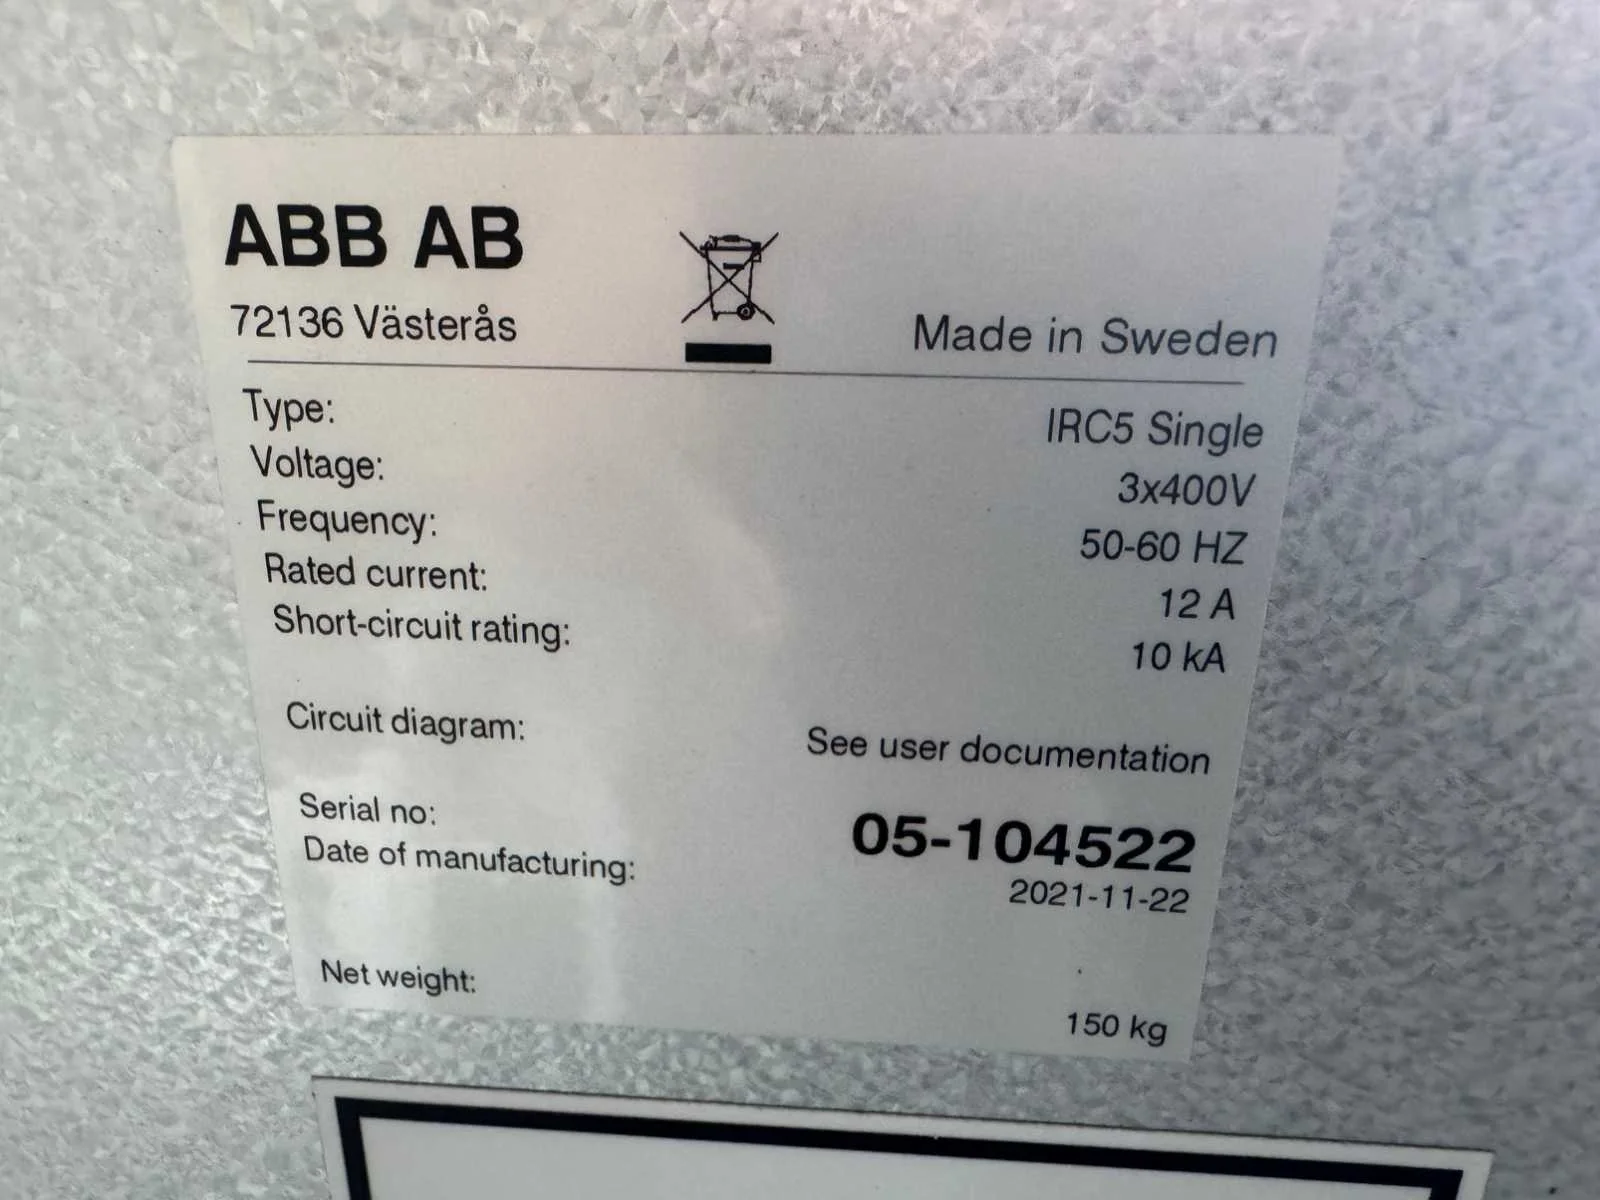 ABB AB
72136 Västerås
Made in Sweden
Type: IRC5 Single
Voltage: 3x400V
Frequency: 50-60 HZ
Rated current: 12 A
Short-circuit rating: 10 kA
Circuit diagram: See user documentation
Serial no: 05-104522
Date of manufacturing: 2021-11-22
Net weight: 150 kg